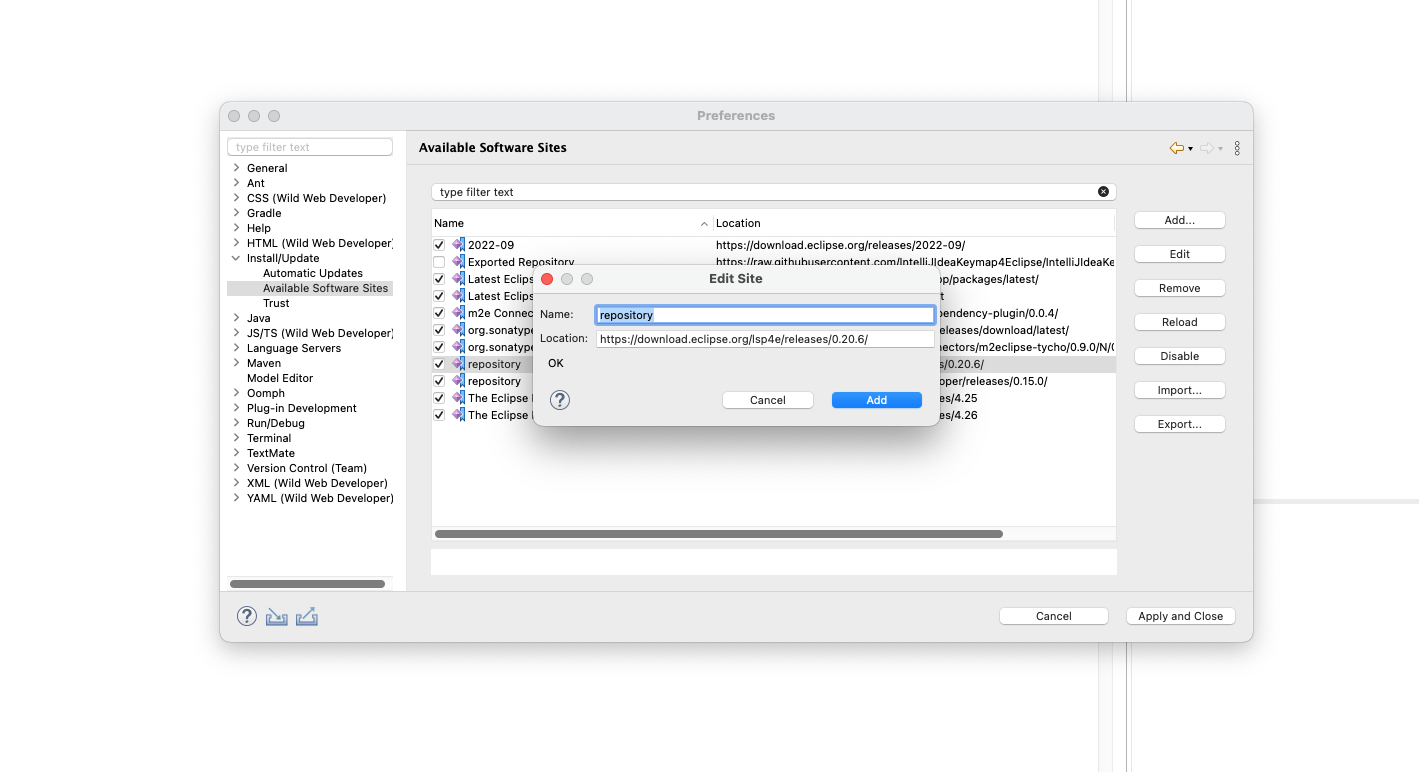 Preferences
type filter text
General
Ant
CSS (Wild Web Developer)
Gradle
Help
HTML (Wild Web Developer)
Install/Update
Automatic Updates
Available Software Sites
Trust
Java
JS/TS (Wild Web Developer)
Language Servers
Maven
Model Editor
Oomph
Plug-in Development
Run/Debug
Terminal
TextMate
Version Control (Team)
XML (Wild Web Developer)
YAML (Wild Web Developer)
Available Software Sites
type filter text
Name Location
2022-09 https://download.eclipse.org/releases/2022-09/
Exported Repository https://raw.githubusercontent.com/IntelliJIdeaKeymap4Eclipse/IntelliJIdeaKe
Latest Eclips pp/packages/latest/
Latest Eclips t
m2e Connec pendency-plugin/0.0.4/
org.sonatype eleases/download/latest/
org.sonatype nectors/m2eclipse-tycho/0.9.0/N/
repository s/0.20.6/
repository oper/releases/0.15.0/
The Eclipse es/4.25
The Eclipse es/4.26
Add...
Edit
Remove
Reload
Disable
Import...
Export...
Edit Site
Name: repository
Location: https://download.eclipse.org/lsp4e/releases/0.20.6/
OK
? Cancel Add
? Cancel Apply and Close